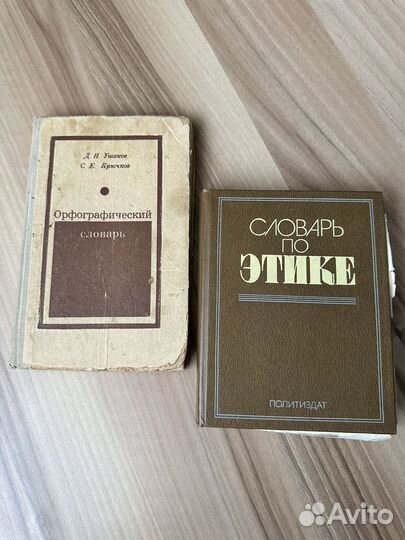 Д. Н. Ушаков
С. Е. Крючков
Орфографический
словарь
СЛОВАРЬ
ПО
ЭТИКЕ
ПОЛИТИЗДАТ
Avito